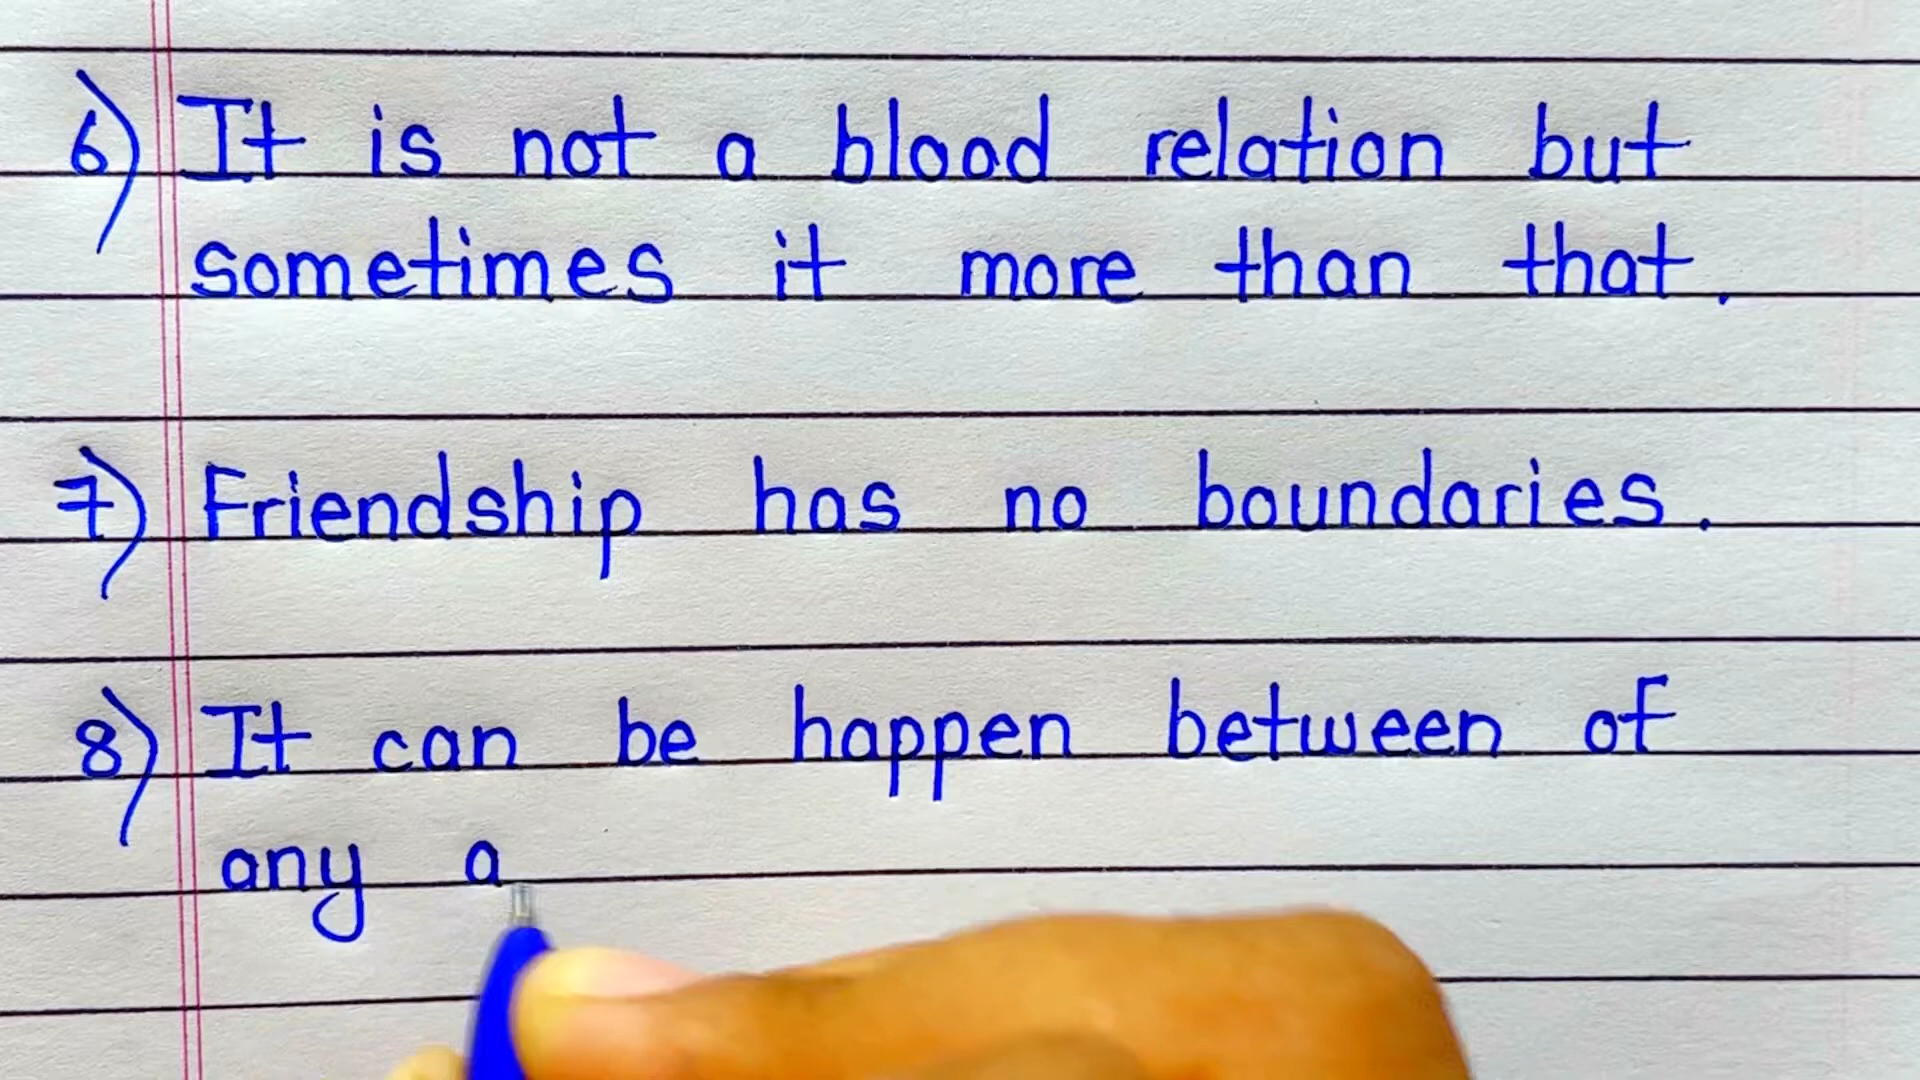 6) It is not a blood relation but
sometimes it more than that.
7) Friendship has no boundaries.
8) It can be happen between of
any a